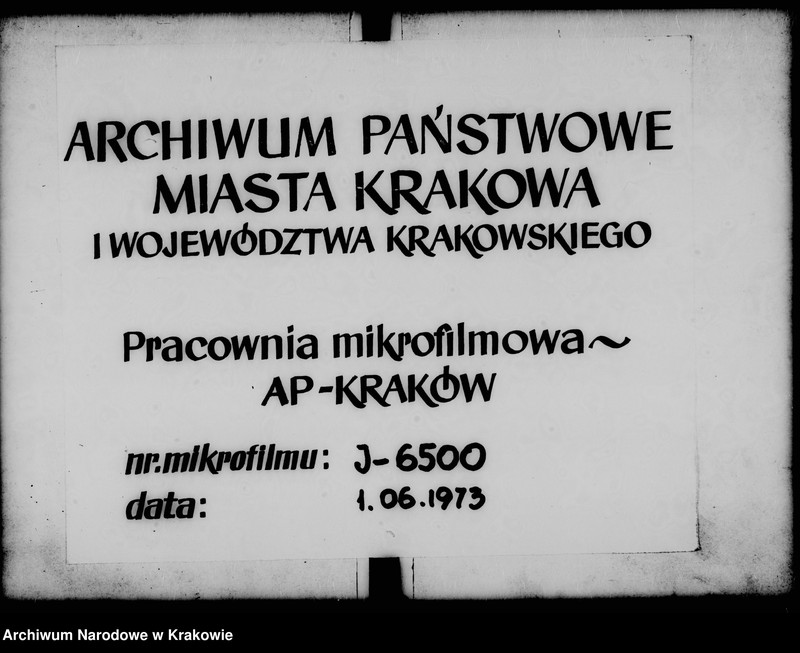 ARCHIWUM PAŃSTWOWE
MIASTA KRAKOWA
I WOJEWÓDZTWA KRAKOWSKIEGO
Pracownia mikrofilmowa~
AP-KRAKÓW
nr.mikrofilmu: J-6500
data: 1.06.1973
Archiwum Narodowe w Krakowie